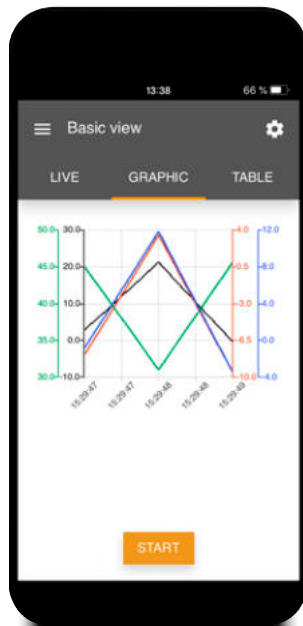 13:38 66 %
Basic view
LIVE GRAPHIC TABLE
50.0 30.0 4.0 12.0
45.0 20.0 0.5 8.0
40.0 10.0 -3.0 4.0
35.0 0.0 -6.5 0.0
30.0 -10.0 -10.0 -4.0
15:29:47 15:29:47 15:29:48 15:29:48 15:29:49
START